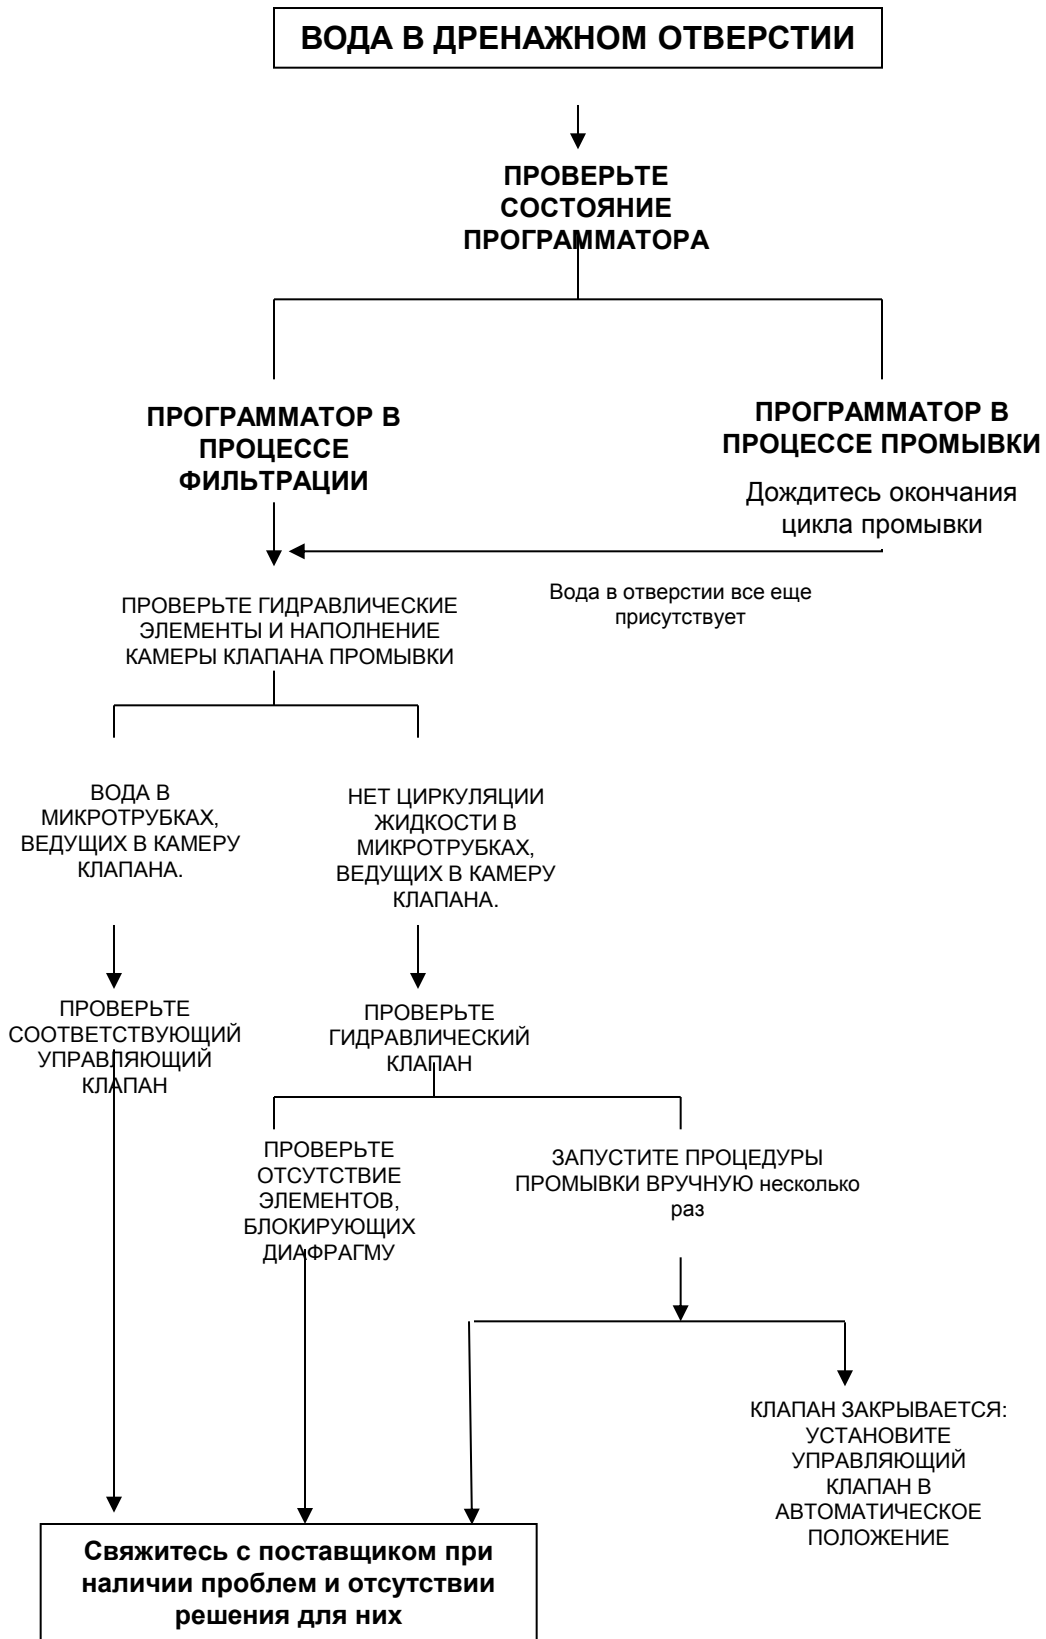 ВОДА В ДРЕНАЖНОМ ОТВЕРСТИИ
ПРОВЕРЬТЕ
СОСТОЯНИЕ
ПРОГРАММАТОРА
ПРОГРАММАТОР В
ПРОЦЕССЕ
ФИЛЬТРАЦИИ
ПРОГРАММАТОР В
ПРОЦЕССЕ ПРОМЫВКИ
Дождитесь окончания
цикла промывки
Вода в отверстии все еще
присутствует
ПРОВЕРЬТЕ ГИДРАВЛИЧЕСКИЕ
ЭЛЕМЕНТЫ И НАПОЛНЕНИЕ
КАМЕРЫ КЛАПАНА ПРОМЫВКИ
ВОДА В
МИКРОТРУБКАХ,
ВЕДУЩИХ В КАМЕРУ
КЛАПАНА.
НЕТ ЦИРКУЛЯЦИИ
ЖИДКОСТИ В
МИКРОТРУБКАХ,
ВЕДУЩИХ В КАМЕРУ
КЛАПАНА.
ПРОВЕРЬТЕ
СООТВЕТСТВУЮЩИЙ
УПРАВЛЯЮЩИЙ
КЛАПАН
ПРОВЕРЬТЕ
ГИДРАВЛИЧЕСКИЙ
КЛАПАН
ПРОВЕРЬТЕ
ОТСУТСТВИЕ
ЭЛЕМЕНТОВ,
БЛОКИРУЮЩИХ
ДИАФРАГМУ
ЗАПУСТИТЕ ПРОЦЕДУРЫ
ПРОМЫВКИ ВРУЧНУЮ несколько
раз
КЛАПАН ЗАКРЫВАЕТСЯ:
УСТАНОВИТЕ
УПРАВЛЯЮЩИЙ
КЛАПАН В
АВТОМАТИЧЕСКОЕ
ПОЛОЖЕНИЕ
Свяжитесь с поставщиком при
наличии проблем и отсутствии
решения для них